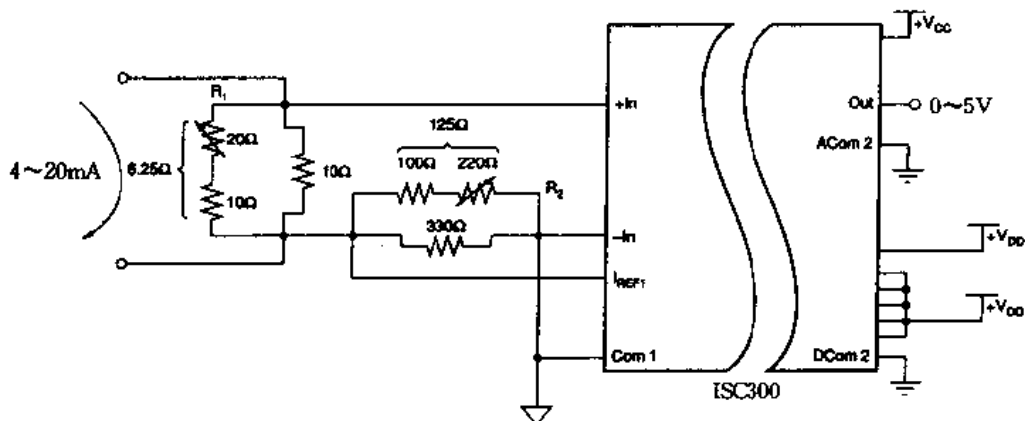 4～20mA
R1
6.25Ω
20Ω
10Ω
10Ω
125Ω
100Ω 220Ω
R2
330Ω
+In
-In
IREF1
Com 1
ISC300
+VCC
Out
0～5V
ACom 2
+VDD
+VDD
DCom 2